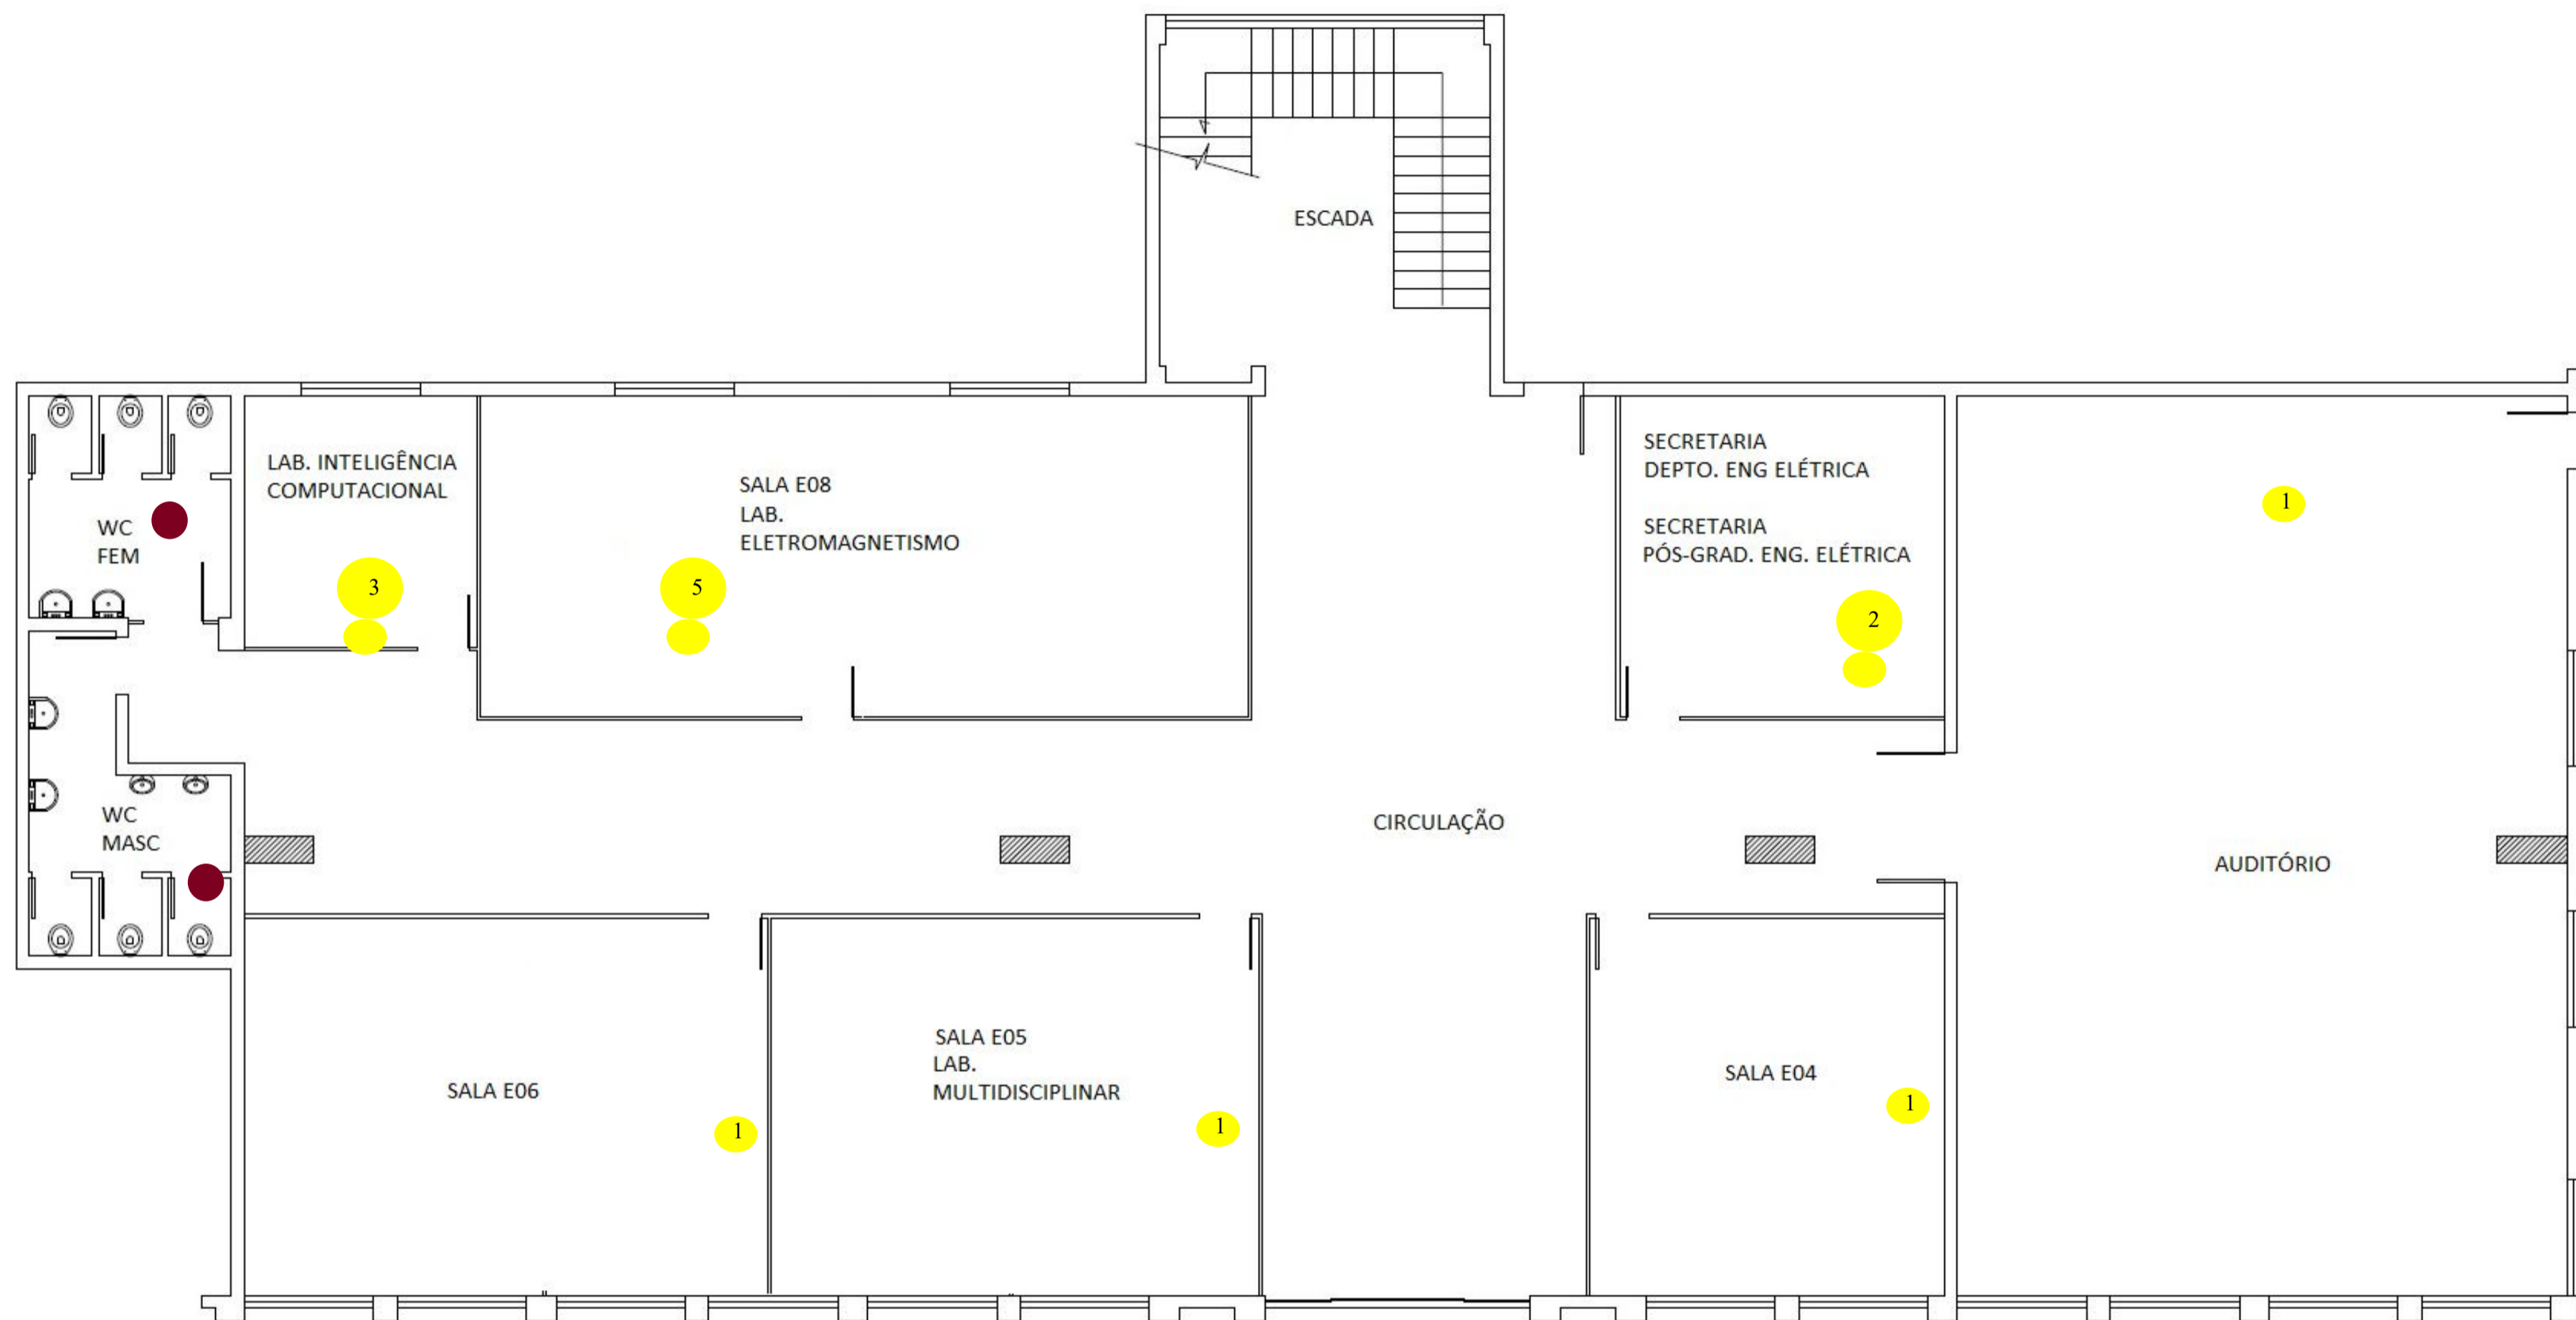 ESCADA
LAB. INTELIGÊNCIA
COMPUTACIONAL
SALA E08
LAB.
ELETROMAGNETISMO
SECRETARIA
DEPTO. ENG ELÉTRICA
SECRETARIA
PÓS-GRAD. ENG. ELÉTRICA
1
WC
FEM
3
5
2
WC
MASC
CIRCULAÇÃO
AUDITÓRIO
SALA E06
1
SALA E05
LAB.
MULTIDISCIPLINAR
1
SALA E04
1